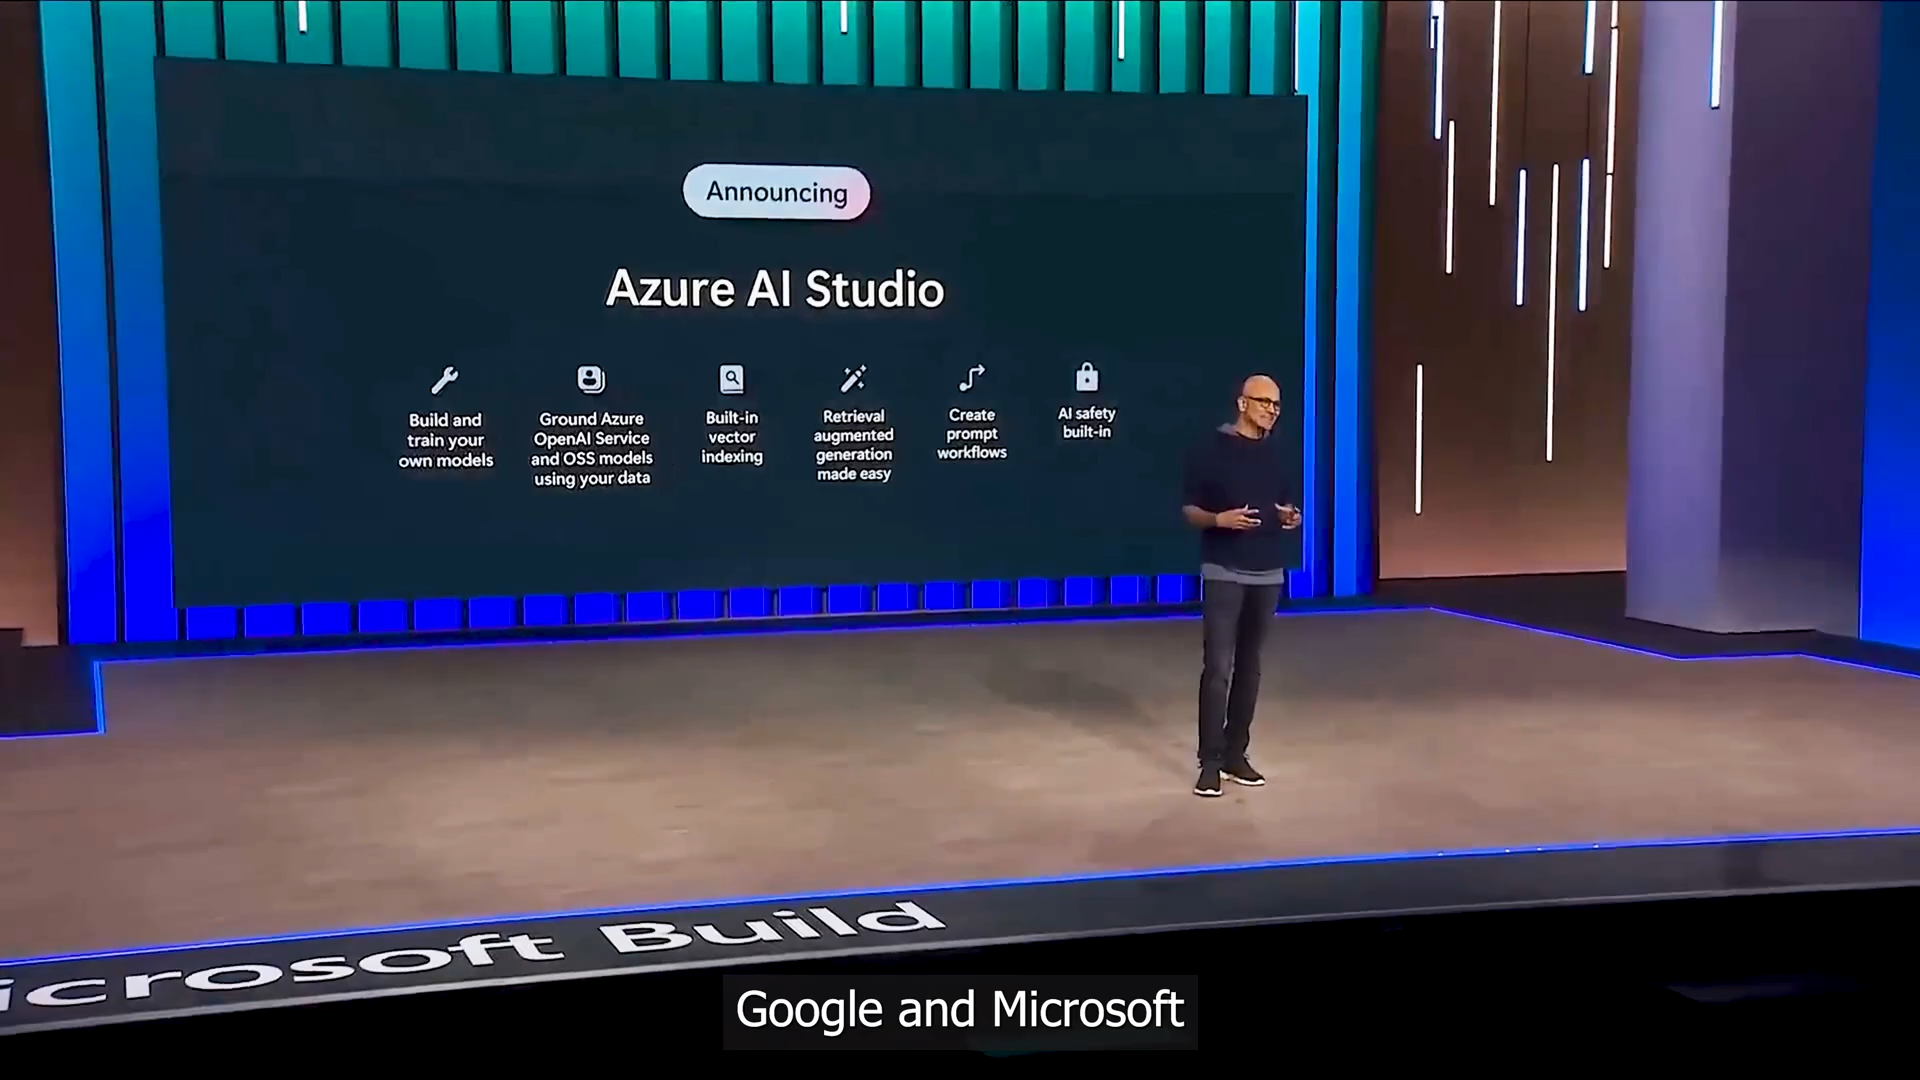 Announcing
Azure AI Studio
Build and
train your
own models
Ground Azure
OpenAI Service
and OSS models
using your data
Built-in
vector
indexing
Retrieval
augmented
generation
made easy
Create
prompt
workflows
AI safety
built-in
icrosoft Build
Google and Microsoft